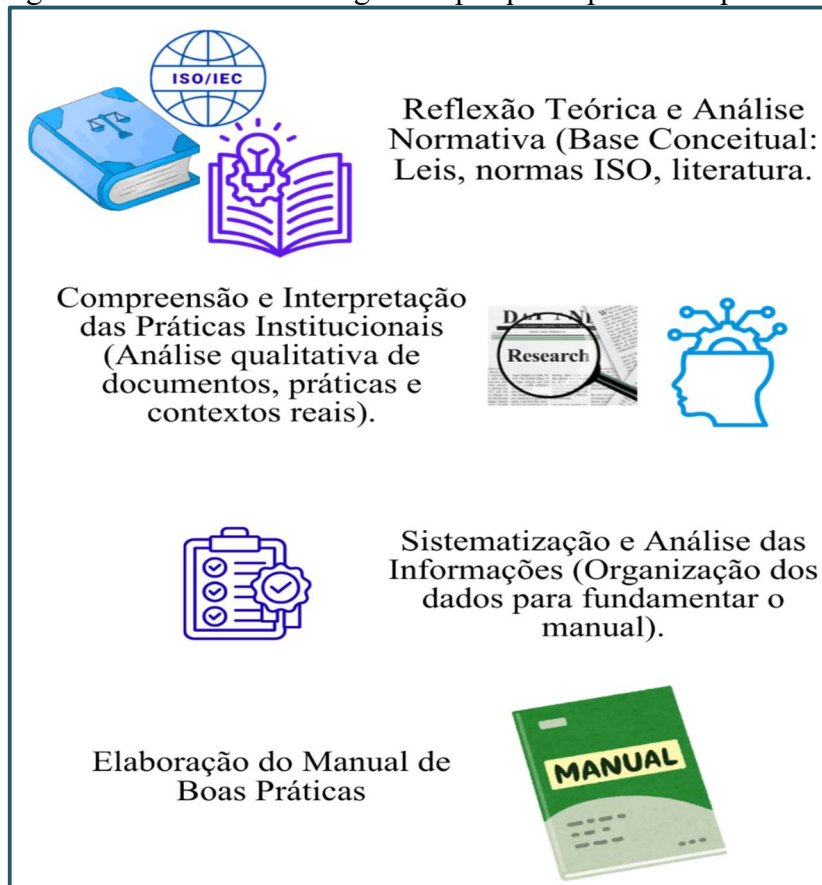 ISO/IEC
Reflexão Teórica e Análise
Normativa (Base Conceitual:
Leis, normas ISO, literatura.
Compreensão e Interpretação
das Práticas Institucionais
(Análise qualitativa de
documentos, práticas e
contextos reais).
Research
Sistematização e Análise das
Informações (Organização dos
dados para fundamentar o
manual).
Elaboração do Manual de
Boas Práticas
MANUAL